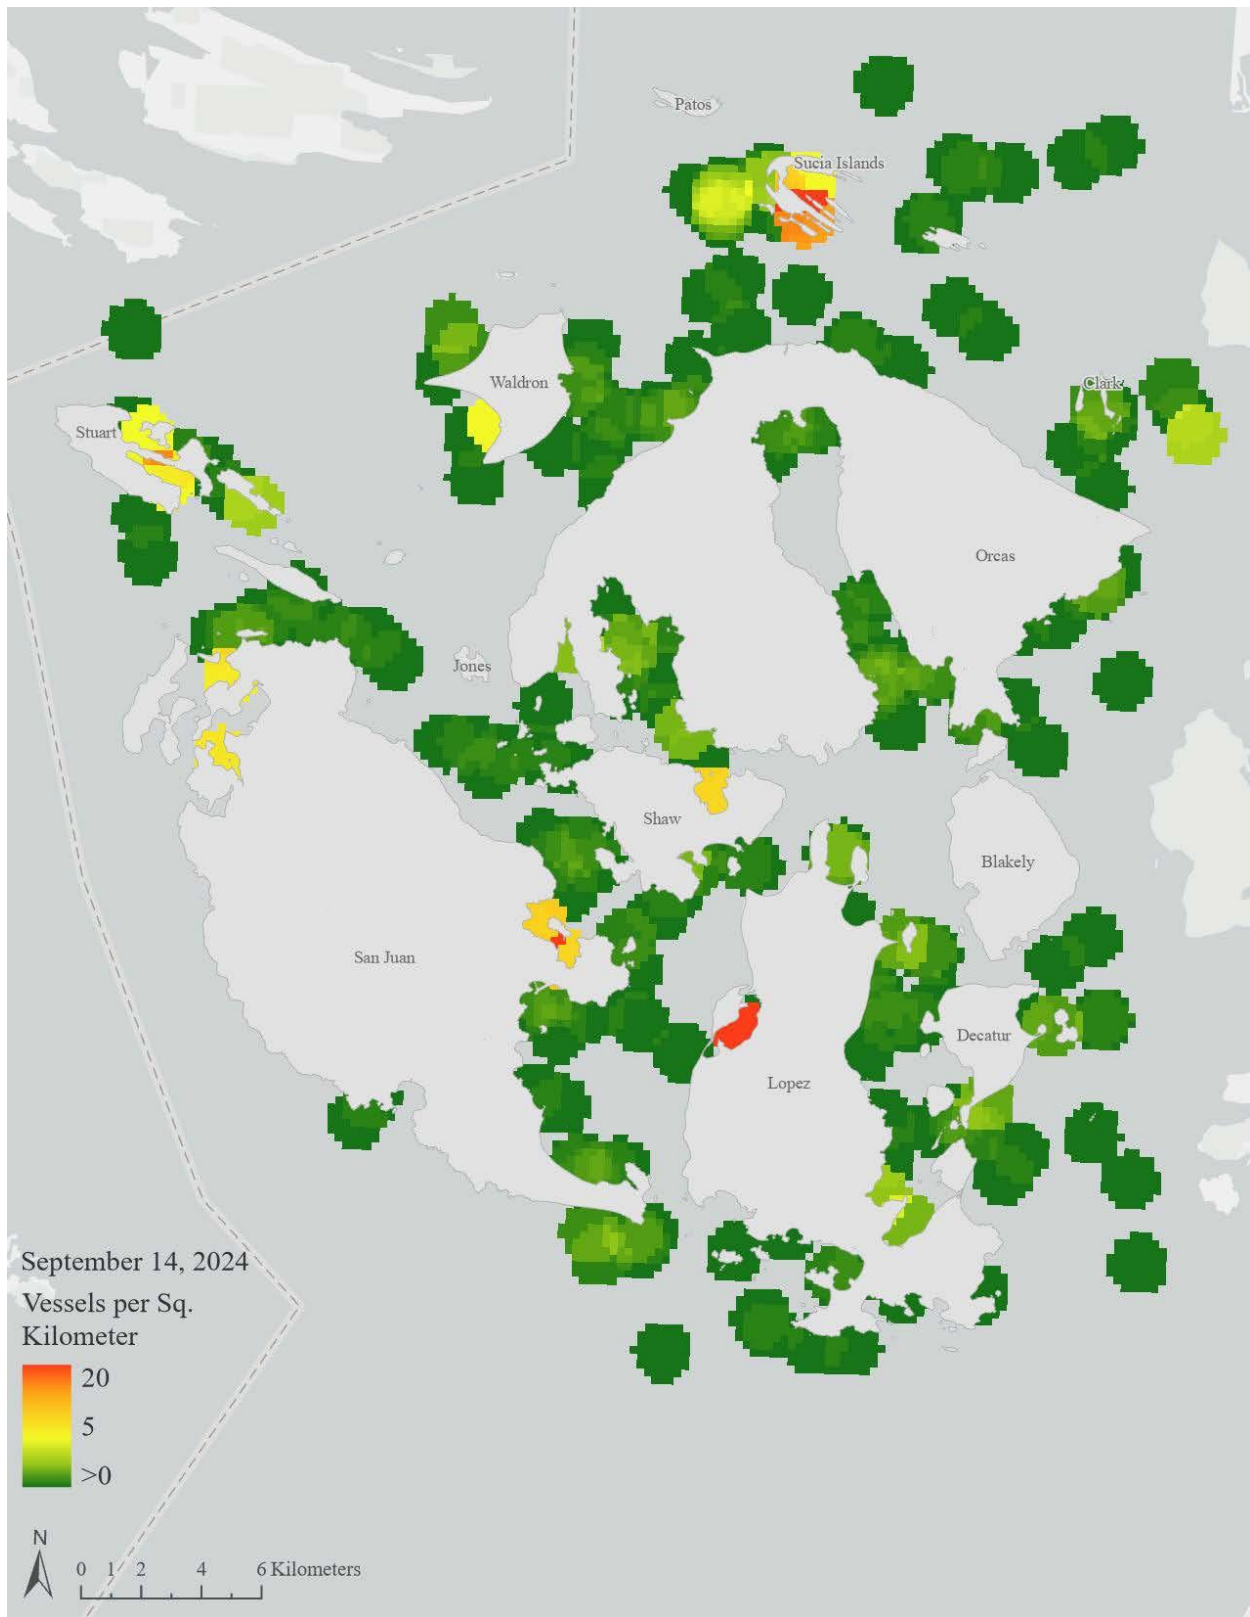 Patos
Sucia Islands
Waldron
Clark
Stuart
Orcas
Jones
Shaw
Blakely
San Juan
Decatur
Lopez
September 14, 2024
Vessels per Sq.
Kilometer
20
5
>0
N
0 1 2 4 6 Kilometers